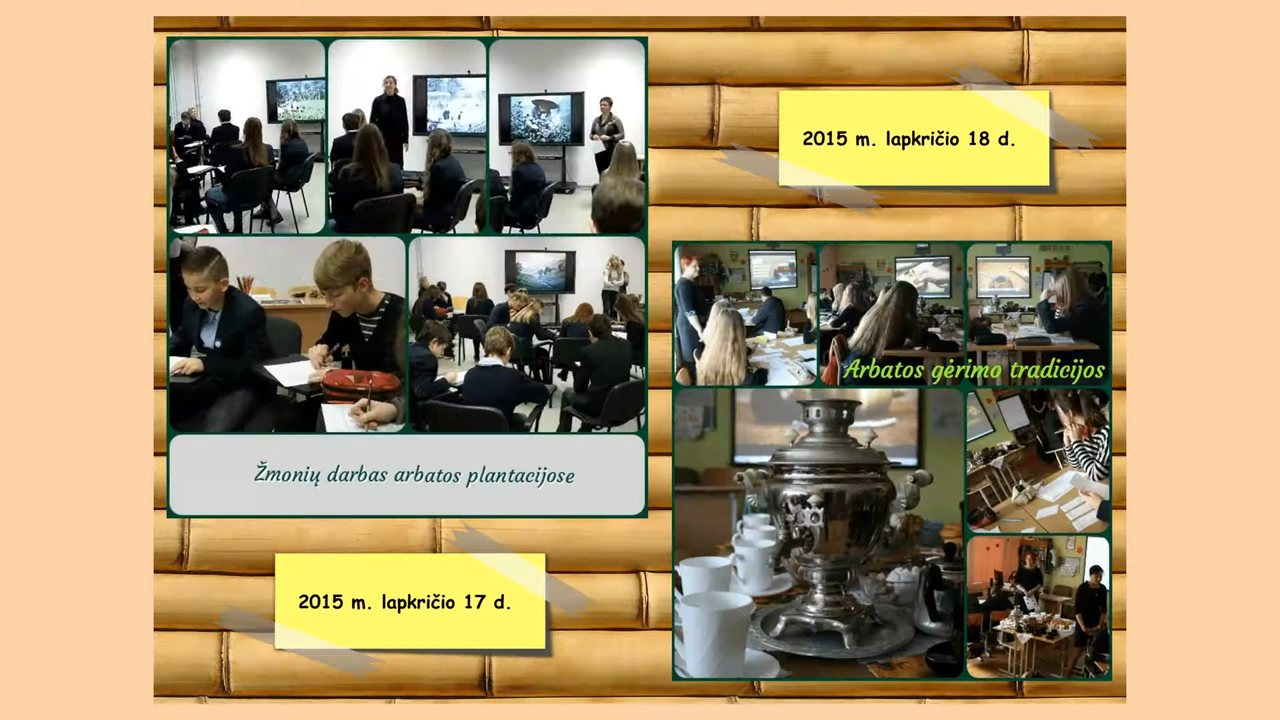 Žmonių darbas arbatos plantacijose
2015 m. lapkričio 17 d.
2015 m. lapkričio 18 d.
Arbatos gėrimo tradicijos